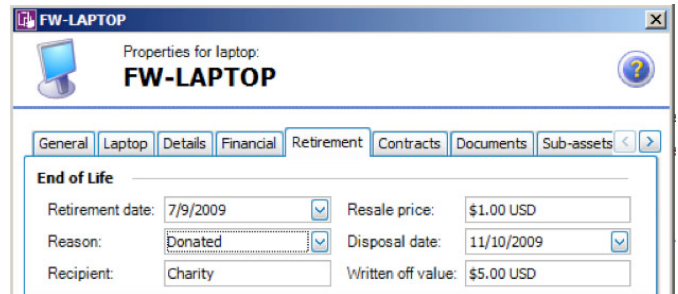 FW-LAPTOP
Properties for laptop:
FW-LAPTOP
General Laptop Details Financial Retirement Contracts Documents Sub-assets
End of Life
Retirement date: 7/9/2009 Resale price: $1.00 USD
Reason: Donated Disposal date: 11/10/2009
Recipient: Charity Written off value: $5.00 USD